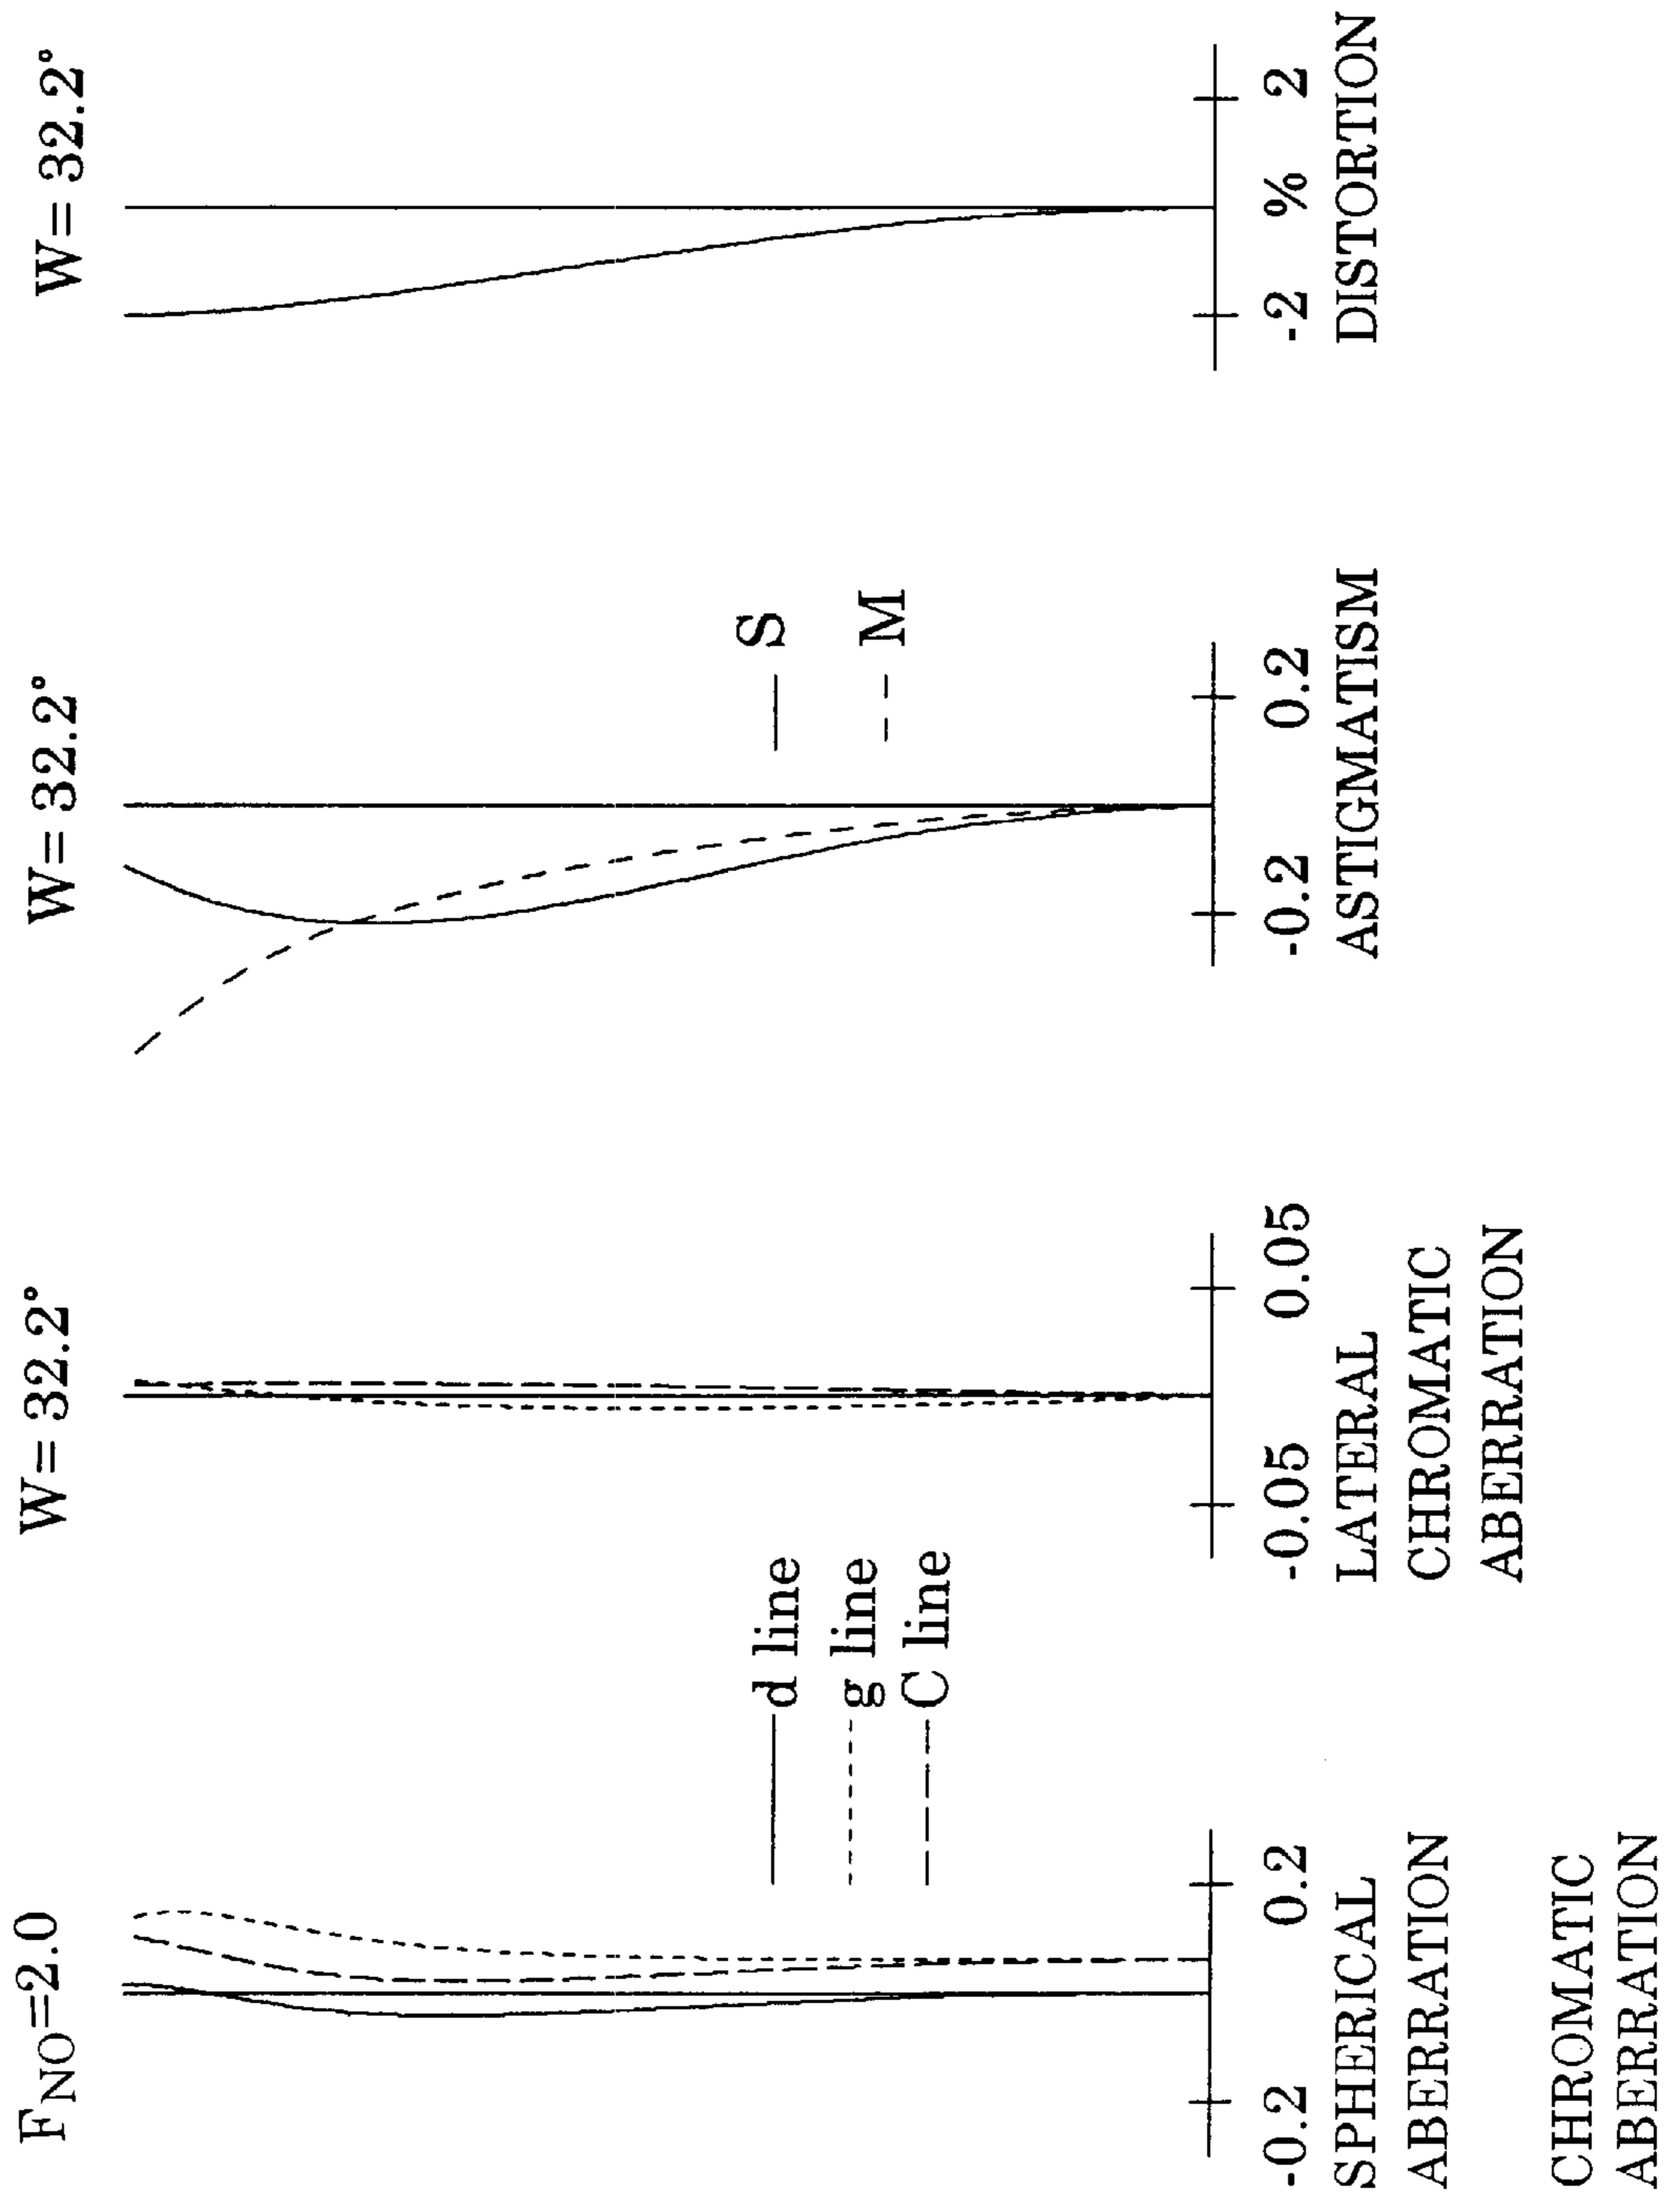 FNO=2.0
-0.2 0.2
SPHERICAL
ABERRATION
CHROMATIC
ABERRATION
d line
g line
C line
W= 32.2°
-0.05 0.05
LATERAL
CHROMATIC
ABERRATION
W= 32.2°
S
M
-0.2 0.2
ASTIGMATISM
W= 32.2°
-2 % 2
DISTORTION